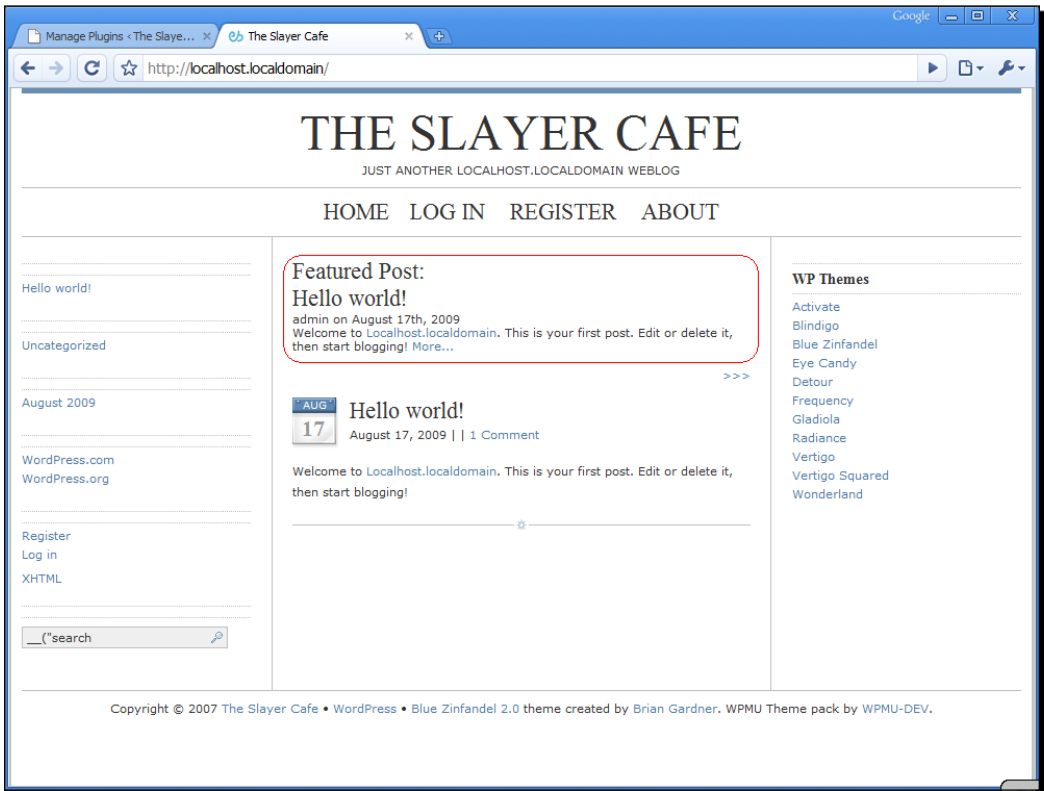 Google
Manage Plugins ‹ The Slaye...
The Slayer Cafe
http://localhost.localdomain/
THE SLAYER CAFE
JUST ANOTHER LOCALHOST.LOCALDOMAIN WEBLOG
HOME LOG IN REGISTER ABOUT
Hello world!
Uncategorized
August 2009
WordPress.com
WordPress.org
Register
Log in
XHTML
__("search
Featured Post:
Hello world!
admin on August 17th, 2009
Welcome to Localhost.localdomain. This is your first post. Edit or delete it,
then start blogging! More...
>>>
AUG
17
Hello world!
August 17, 2009 | | 1 Comment
Welcome to Localhost.localdomain. This is your first post. Edit or delete it,
then start blogging!
WP Themes
Activate
Blindigo
Blue Zinfandel
Eye Candy
Detour
Frequency
Gladiola
Radiance
Vertigo
Vertigo Squared
Wonderland
Copyright © 2007 The Slayer Cafe • WordPress • Blue Zinfandel 2.0 theme created by Brian Gardner. WPMU Theme pack by WPMU-DEV.